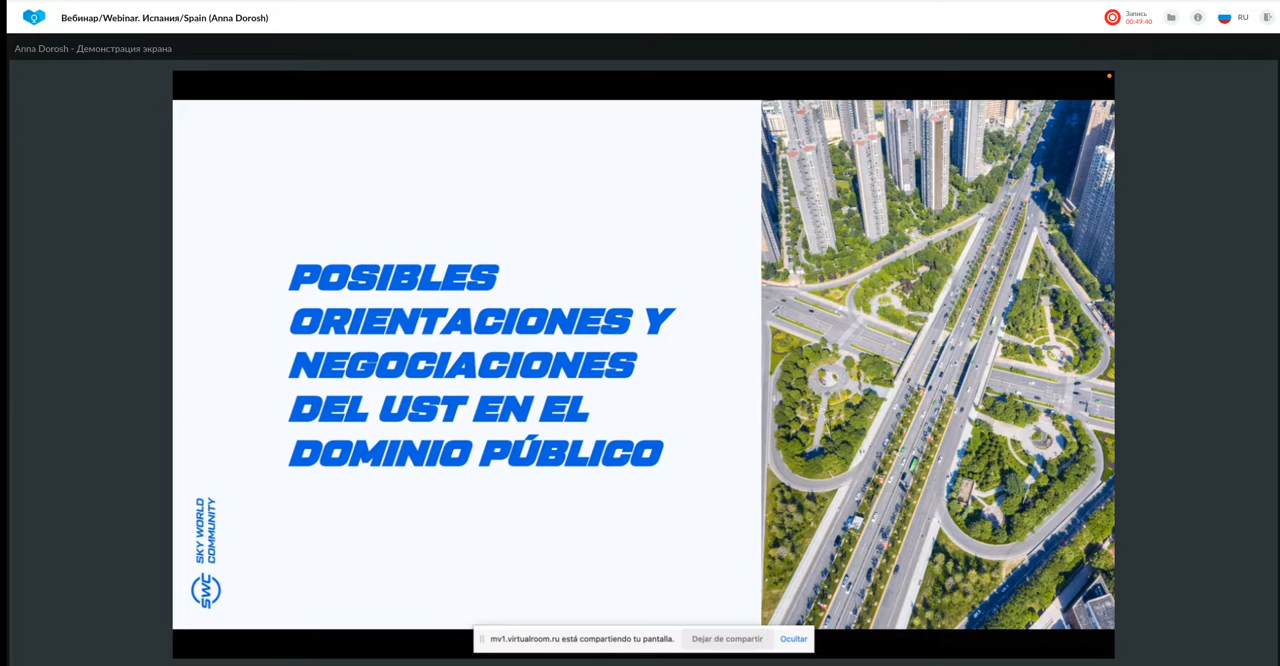 Вебинар/Webinar. Испания/Spain (Anna Dorosh)
Запись
00:49:40
RU
Anna Dorosh - Демонстрация экрана
POSIBLES
ORIENTACIONES Y
NEGOCIACIONES
DEL UST EN EL
DOMINIO PÚBLICO
SKY WORLD
COMMUNITY
SWC
mv1.virtualroom.ru está compartiendo tu pantalla.
Dejar de compartir
Ocultar